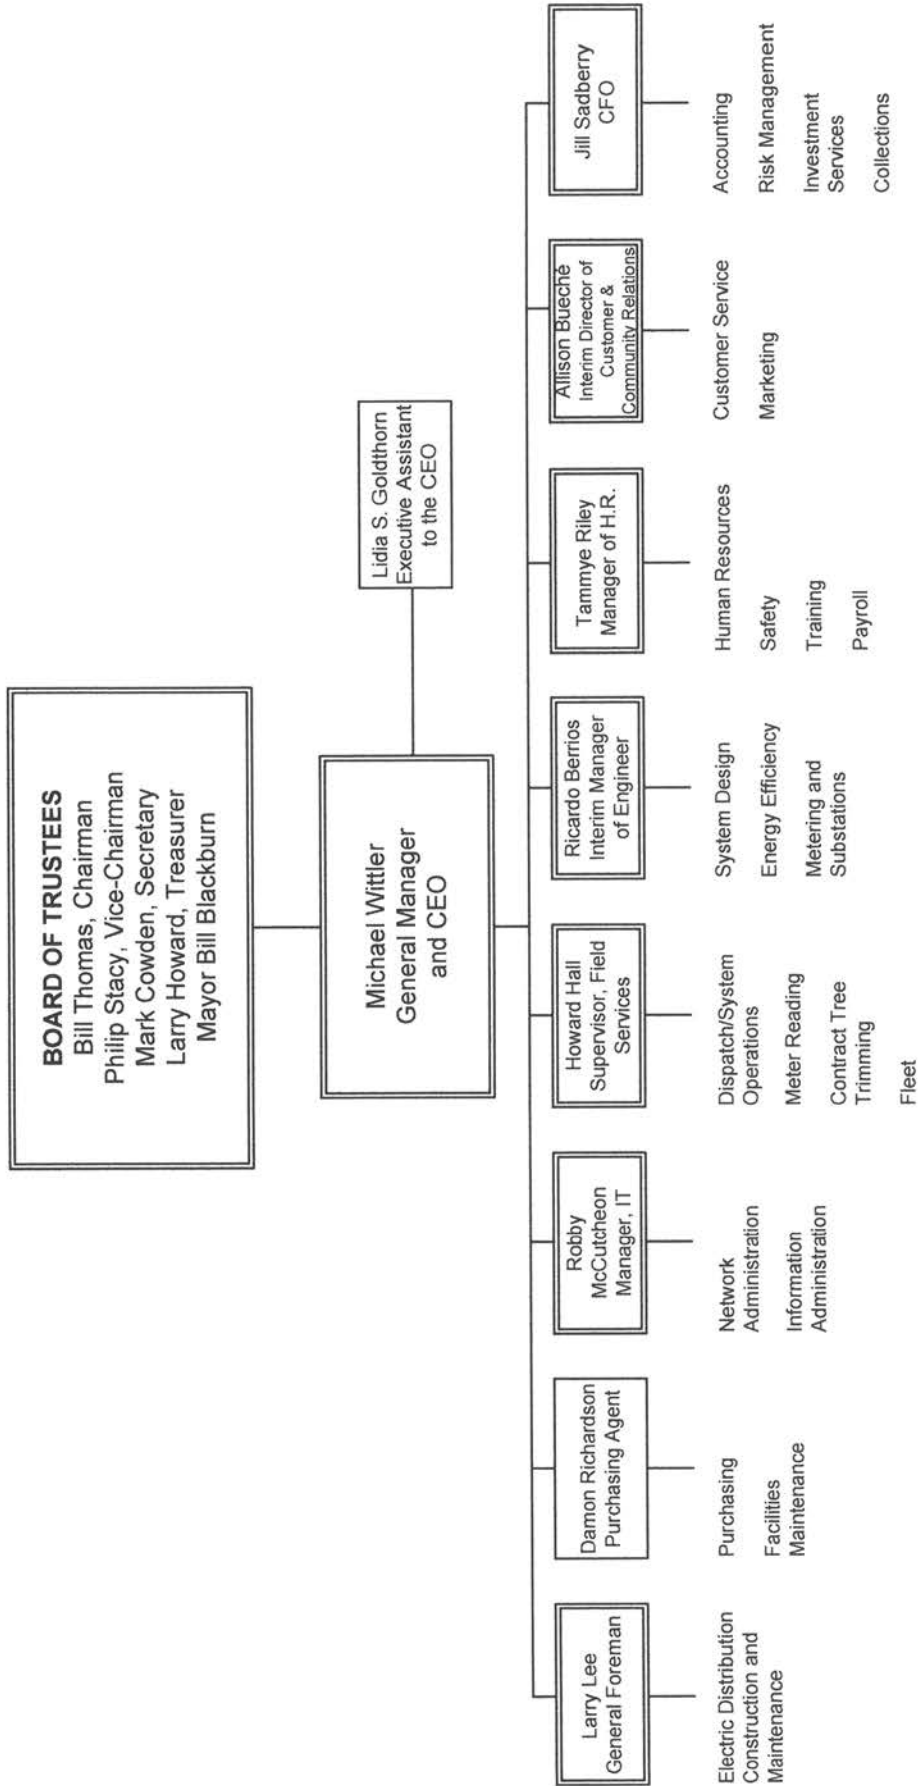 BOARD OF TRUSTEES
Bill Thomas, Chairman
Philip Stacy, Vice-Chairman
Mark Cowden, Secretary
Larry Howard, Treasurer
Mayor Bill Blackburn
Michael Wittler
General Manager
and CEO
Lidia S. Goldthorn
Executive Assistant
to the CEO
Larry Lee
General Foreman
Electric Distribution
Construction and
Maintenance
Damon Richardson
Purchasing Agent
Purchasing
Facilities
Maintenance
Robby
McCutcheon
Manager, IT
Network
Administration
Information
Administration
Howard Hall
Supervisor, Field
Services
Dispatch/System
Operations
Meter Reading
Contract Tree
Trimming
Fleet
Ricardo Berrios
Interim Manager
of Engineer
System Design
Energy Efficiency
Metering and
Substations
Tammye Riley
Manager of H.R.
Human Resources
Safety
Training
Payroll
Allison Bueché
Interim Director of
Customer &
Community Relations
Customer Service
Marketing
Jill Sadberry
CFO
Accounting
Risk Management
Investment
Services
Collections